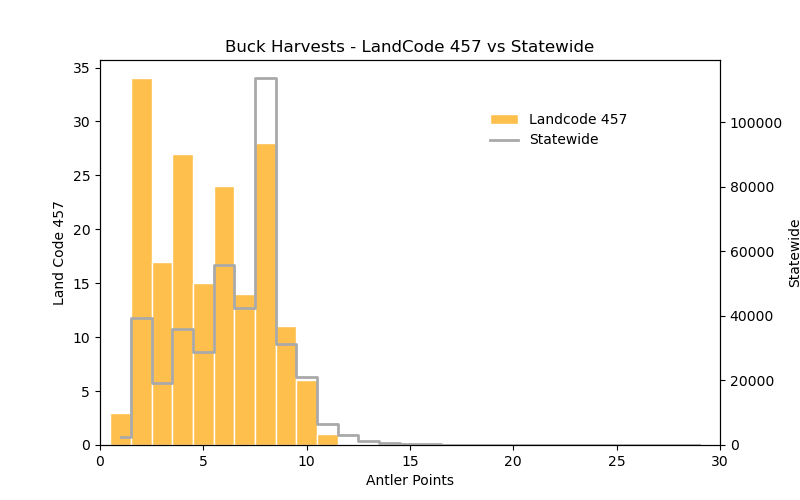 Buck Harvests - LandCode 457 vs Statewide
Landcode 457
Statewide
Land Code 457
35
30
25
20
15
10
5
0
100000
80000
60000
40000
20000
0
Statewide
0 5 10 15 20 25 30
Antler Points